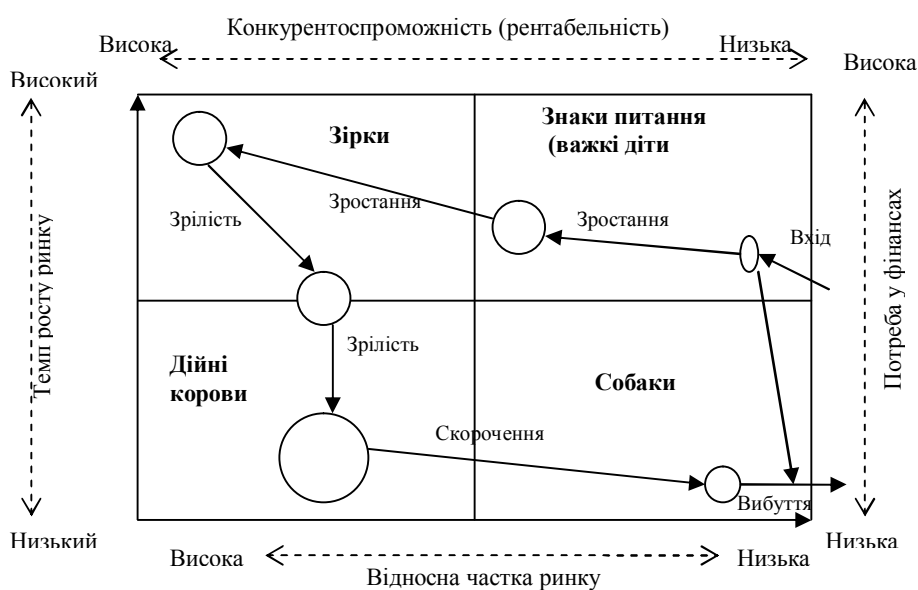 Конкурентоспроможність (рентабельність)
Висока
Низька
Високий
Висока
Зірки
Знаки питання
(важкі діти
Зрілість
Зростання
Зростання
Вхід
Темп росту ринку
Потреба у фінансах
Зрілість
Дійні
корови
Собаки
Скорочення
Вибуття
Низький
Висока
Низька
Низька
Відносна частка ринку